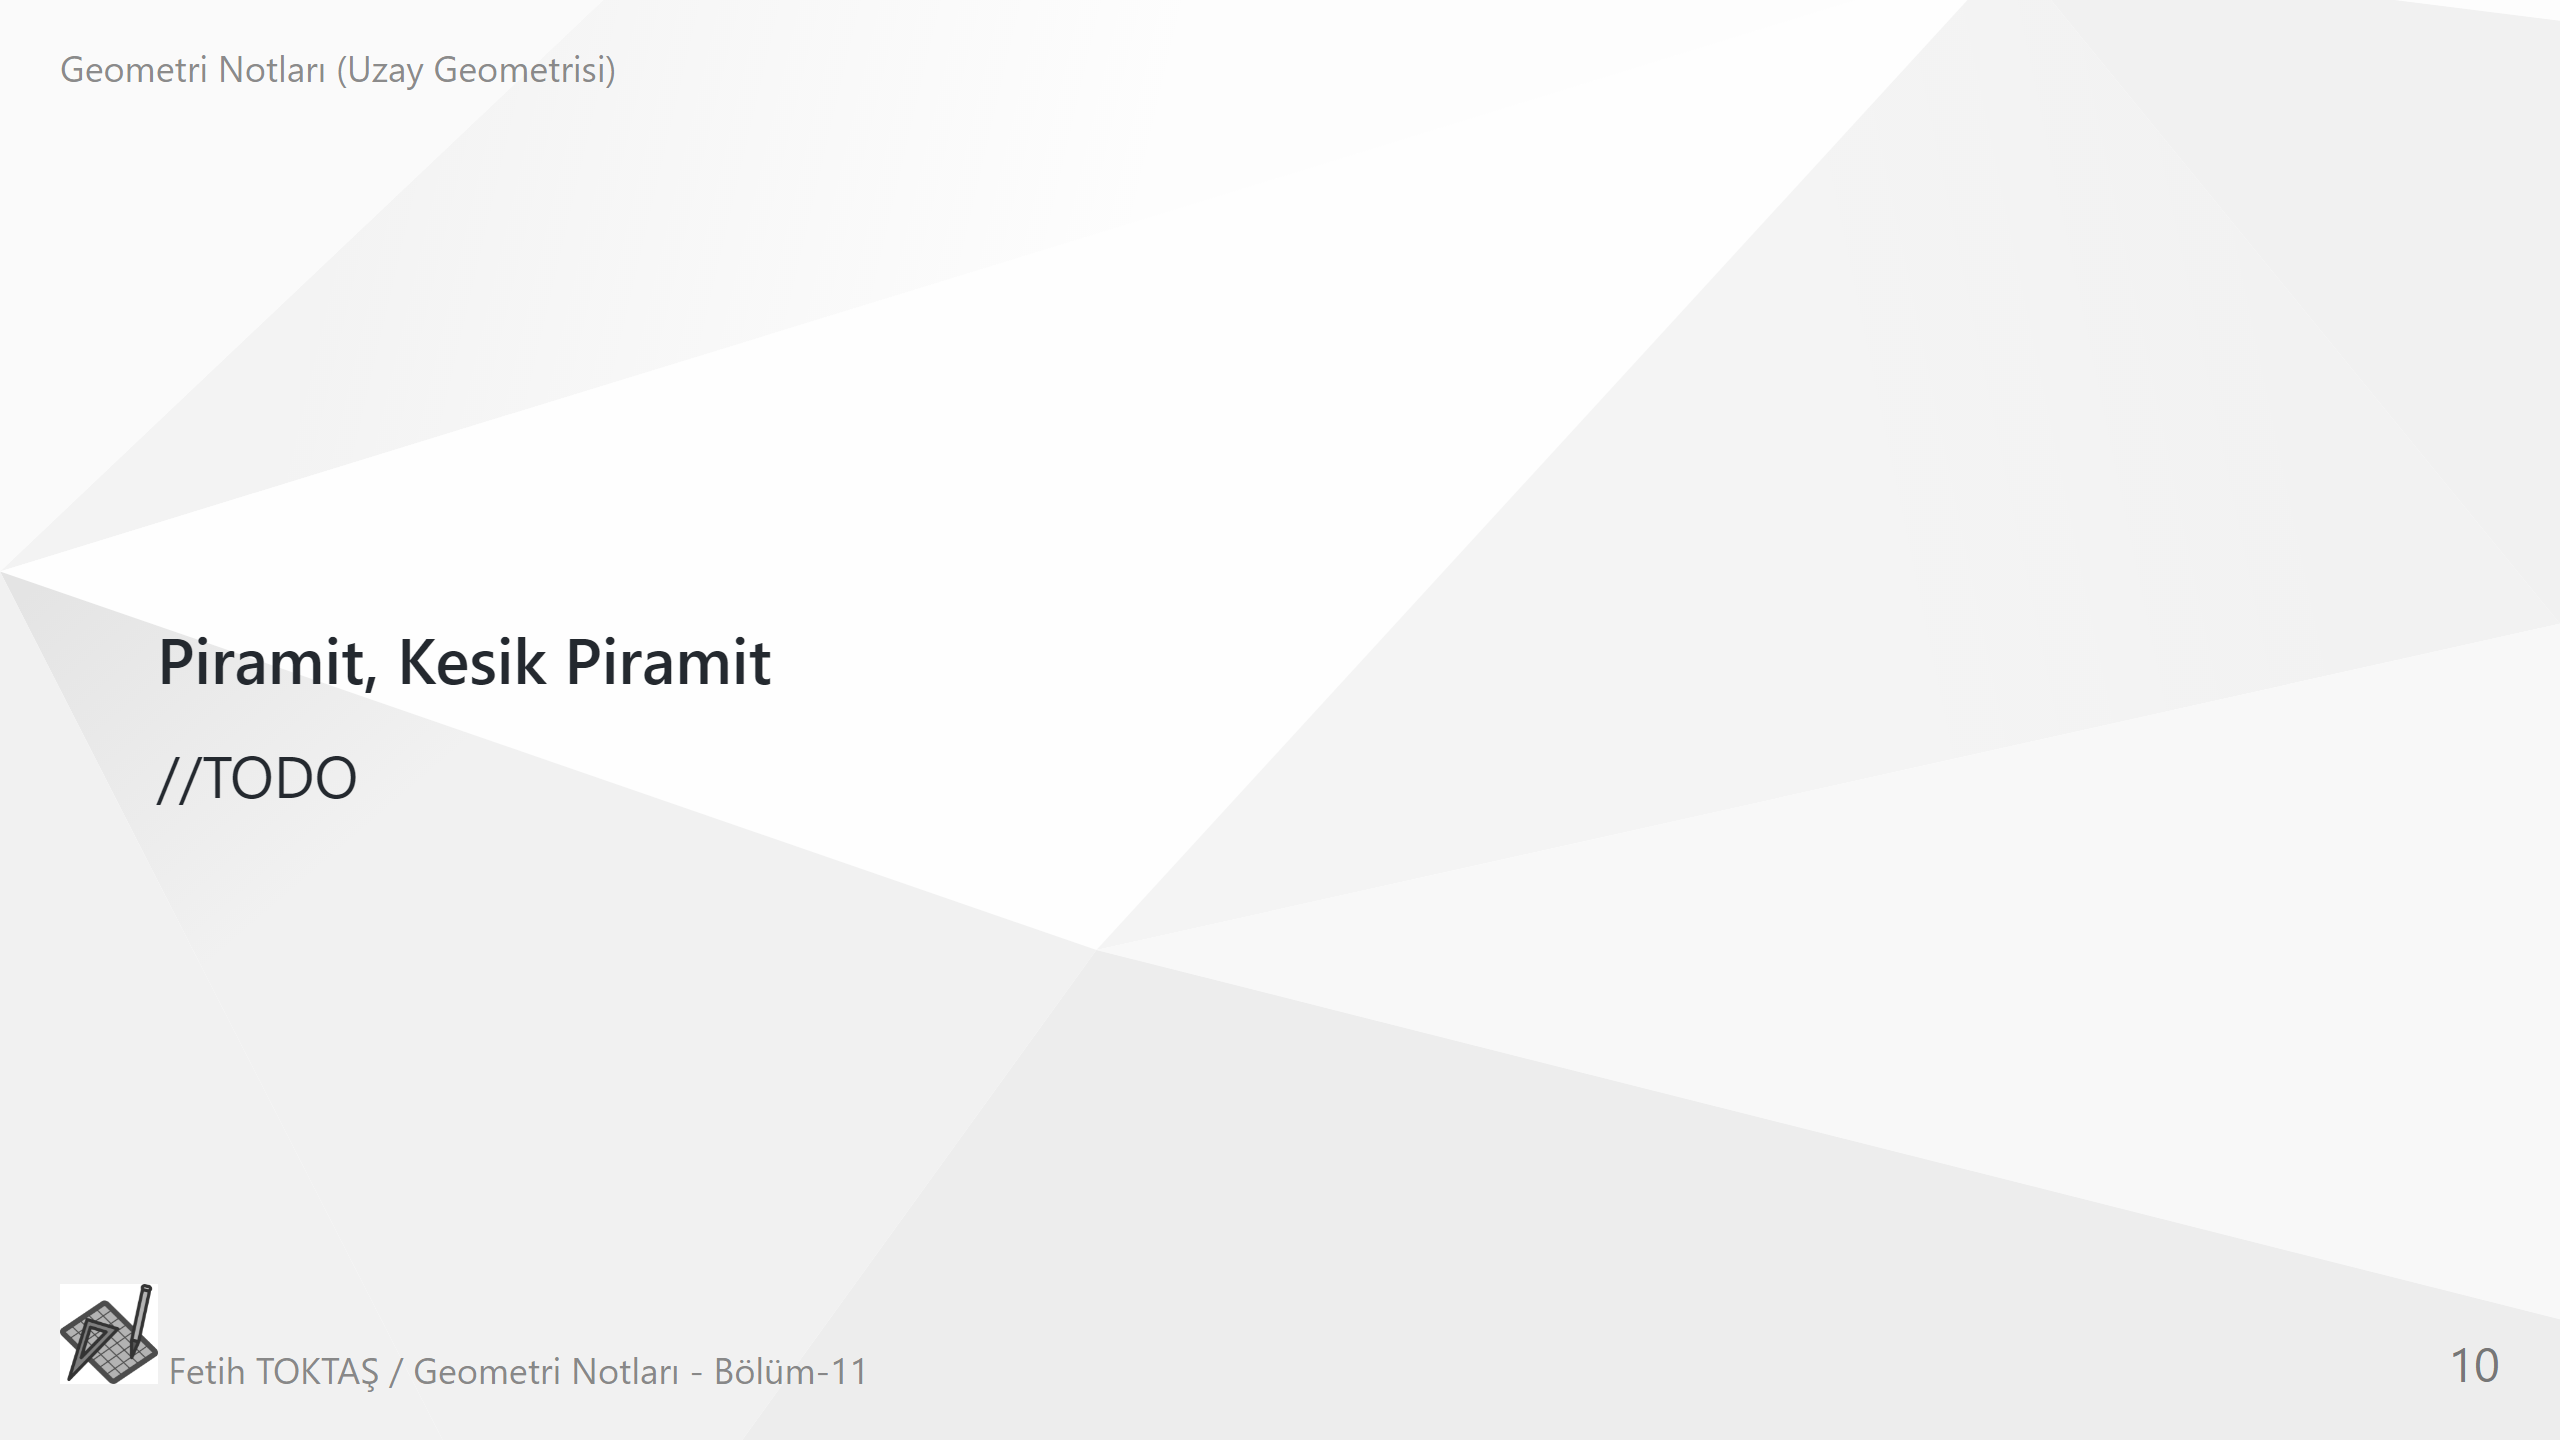 Geometri Notları (Uzay Geometrisi)
Piramit, Kesik Piramit
//TODO
Fetih TOKTAŞ / Geometri Notları - Bölüm-11
10